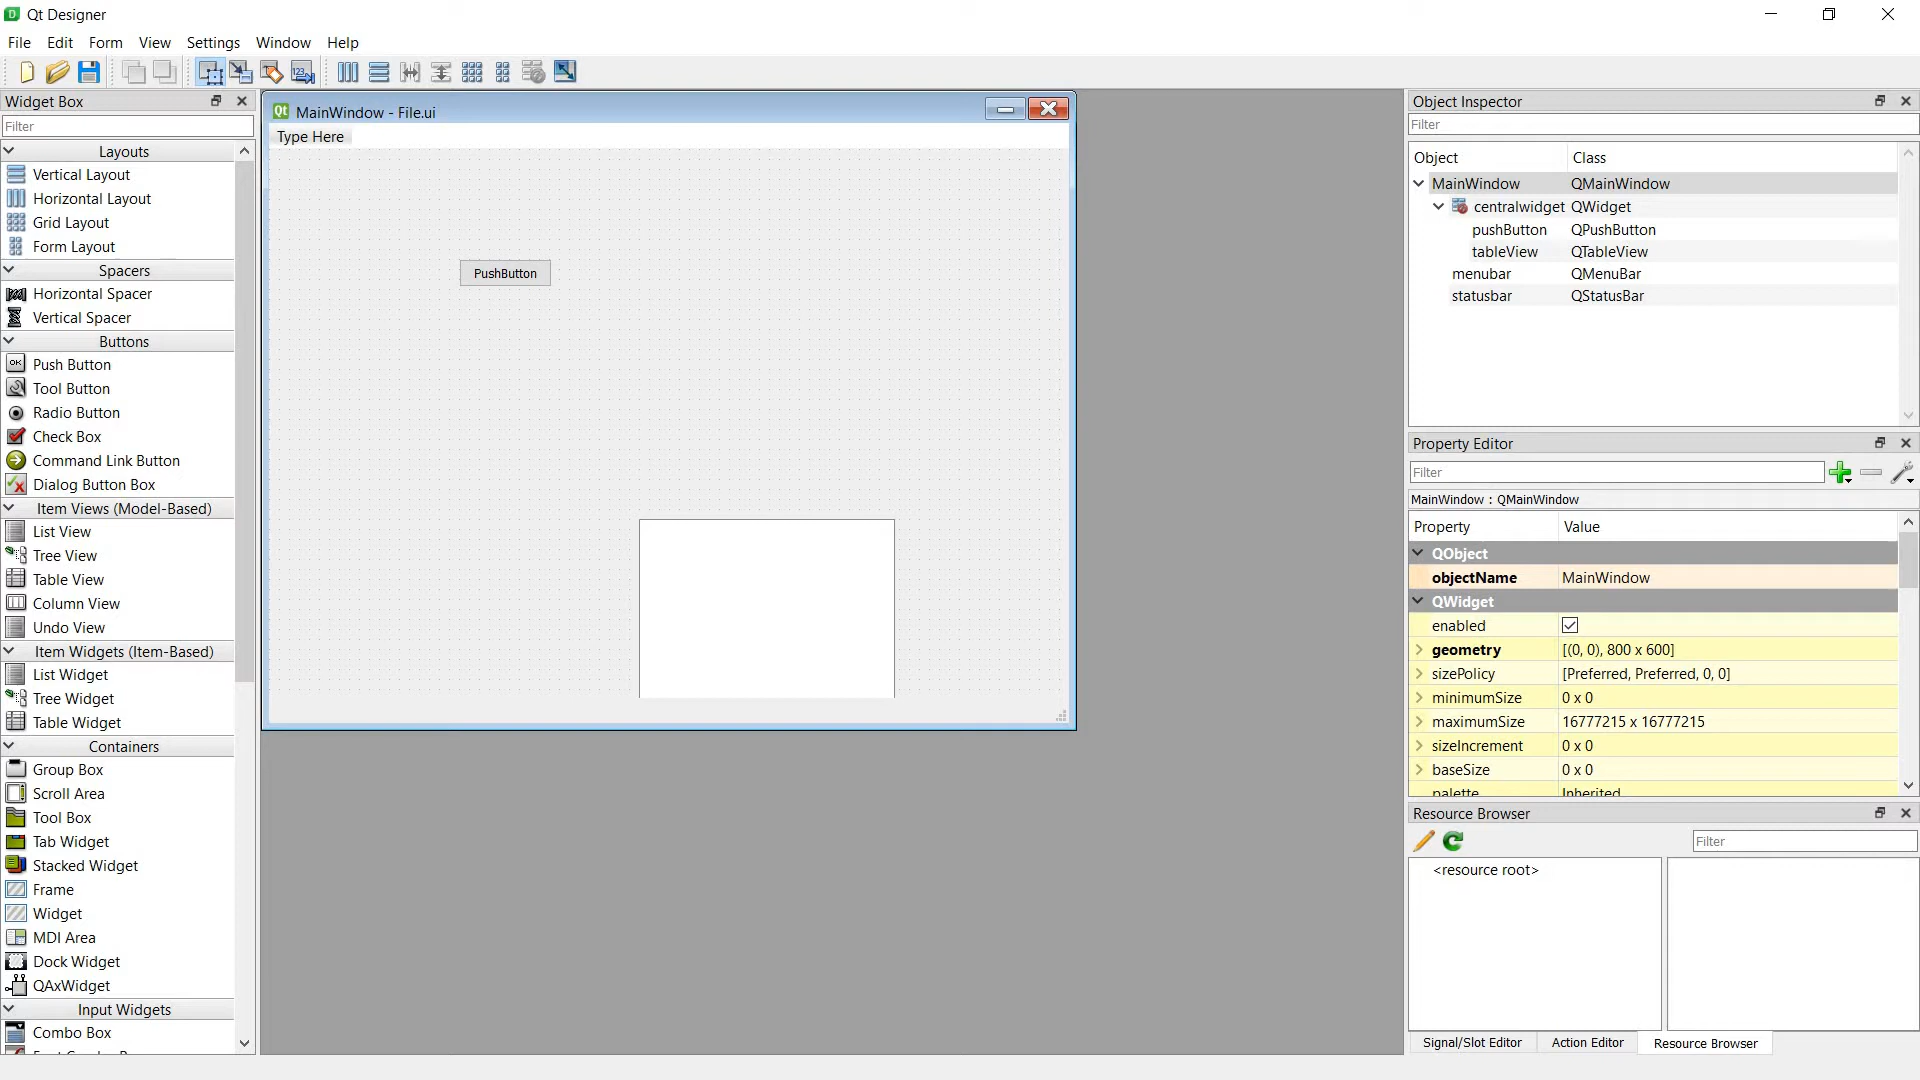 Qt Designer
File Edit Form View Settings Window Help
Widget Box
Filter
Layouts
Vertical Layout
Horizontal Layout
Grid Layout
Form Layout
Spacers
Horizontal Spacer
Vertical Spacer
Buttons
Push Button
Tool Button
Radio Button
Check Box
Command Link Button
Dialog Button Box
Item Views (Model-Based)
List View
Tree View
Table View
Column View
Undo View
Item Widgets (Item-Based)
List Widget
Tree Widget
Table Widget
Containers
Group Box
Scroll Area
Tool Box
Tab Widget
Stacked Widget
Frame
Widget
MDI Area
Dock Widget
QAxWidget
Input Widgets
Combo Box
MainWindow - File.ui
Type Here
PushButton
Object Inspector
Filter
Object Class
MainWindow QMainWindow
centralwidget QWidget
pushButton QPushButton
tableView QTableView
menubar QMenuBar
statusbar QStatusBar
Property Editor
Filter
MainWindow : QMainWindow
Property Value
QObject
objectName MainWindow
QWidget
enabled
geometry [(0, 0), 800 x 600]
sizePolicy [Preferred, Preferred, 0, 0]
minimumSize 0 x 0
maximumSize 16777215 x 16777215
sizeIncrement 0 x 0
baseSize 0 x 0
palette Inherited
Resource Browser
Filter
<resource root>
Signal/Slot Editor Action Editor Resource Browser